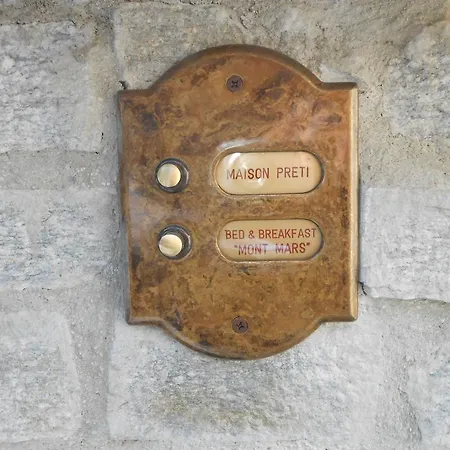 MAISON PRETI
BED & BREAKFAST
"MONT MARS"